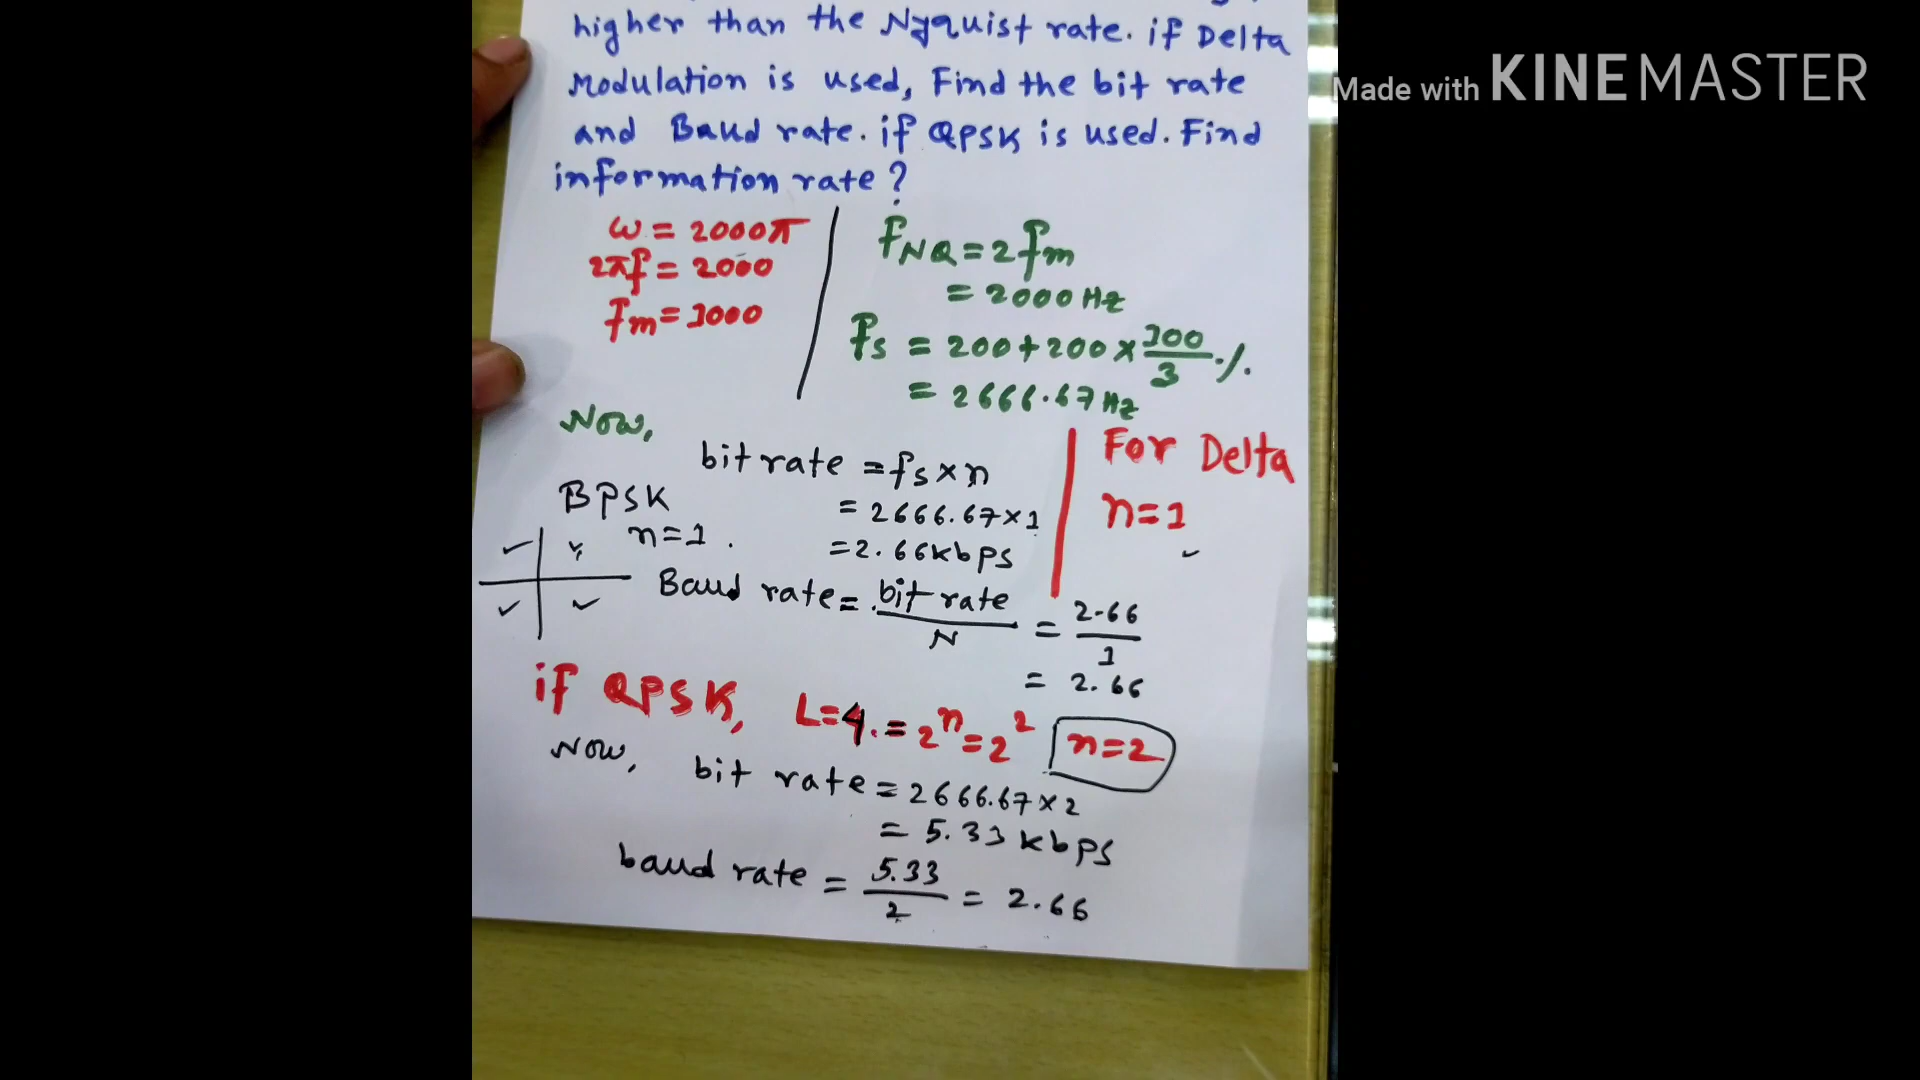 higher than the Nyquist rate. if Delta
Modulation is used, Find the bit rate
and Baud rate. if QPSK is used. Find
information rate ?
ω = 2000π
2πf = 2000
fm = 1000
fNQ = 2fm
= 2000 Hz
fs = 200 + 200 × 100/3 %
= 2666.67 Hz
Now,
bit rate = fs × n
= 2666.67 × 1
= 2.66 kbps
For Delta
n = 1
BPSK
n = 1 .
Baud rate = bit rate / N = 2.66 / 1
= 2.66
if QPSK, L = 4. = 2^n = 2^2 n = 2
Now, bit rate = 2666.67 × 2
= 5.33 kbps
baud rate = 5.33 / 2 = 2.66
Made with KINEMASTER